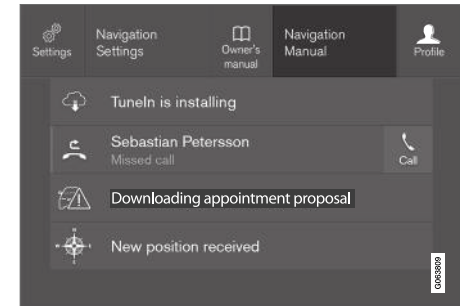 Settings
Navigation
Settings
Owner's
manual
Navigation
Manual
Profile
TuneIn is installing
Sebastian Petersson
Missed call
Call
Downloading appointment proposal
New position received
G063809